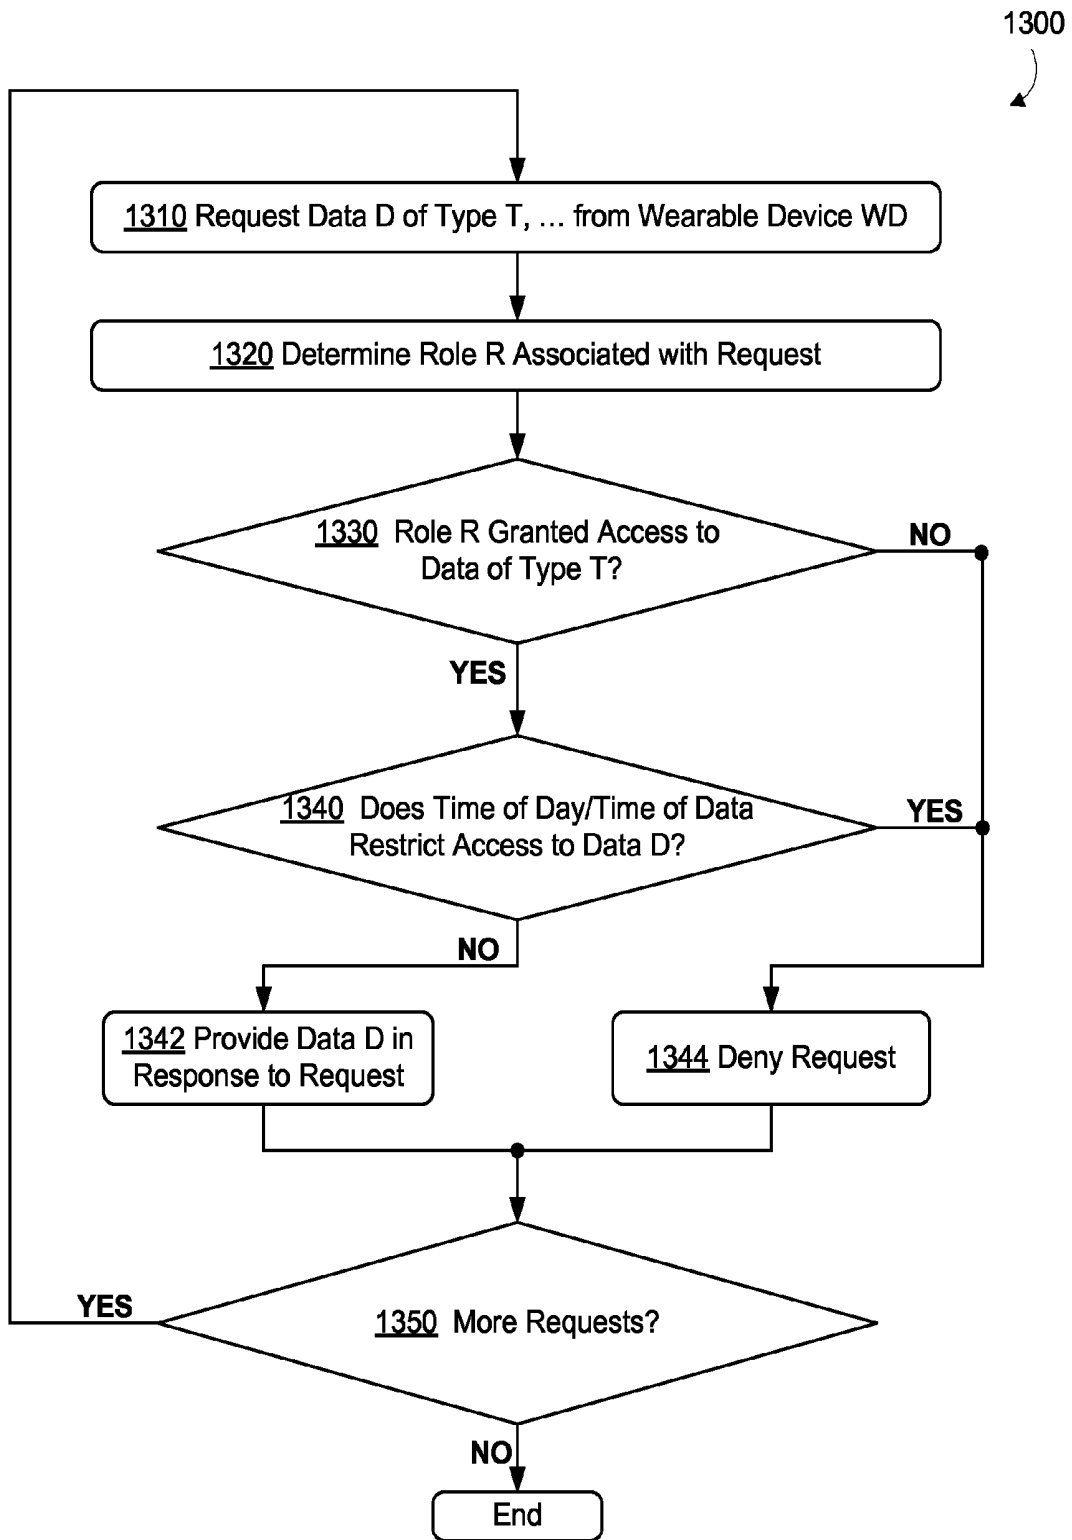 1300
1310 Request Data D of Type T, ... from Wearable Device WD
1320 Determine Role R Associated with Request
1330 Role R Granted Access to
Data of Type T?
NO
YES
1340 Does Time of Day/Time of Data
Restrict Access to Data D?
YES
NO
1342 Provide Data D in
Response to Request
1344 Deny Request
YES
1350 More Requests?
NO
End